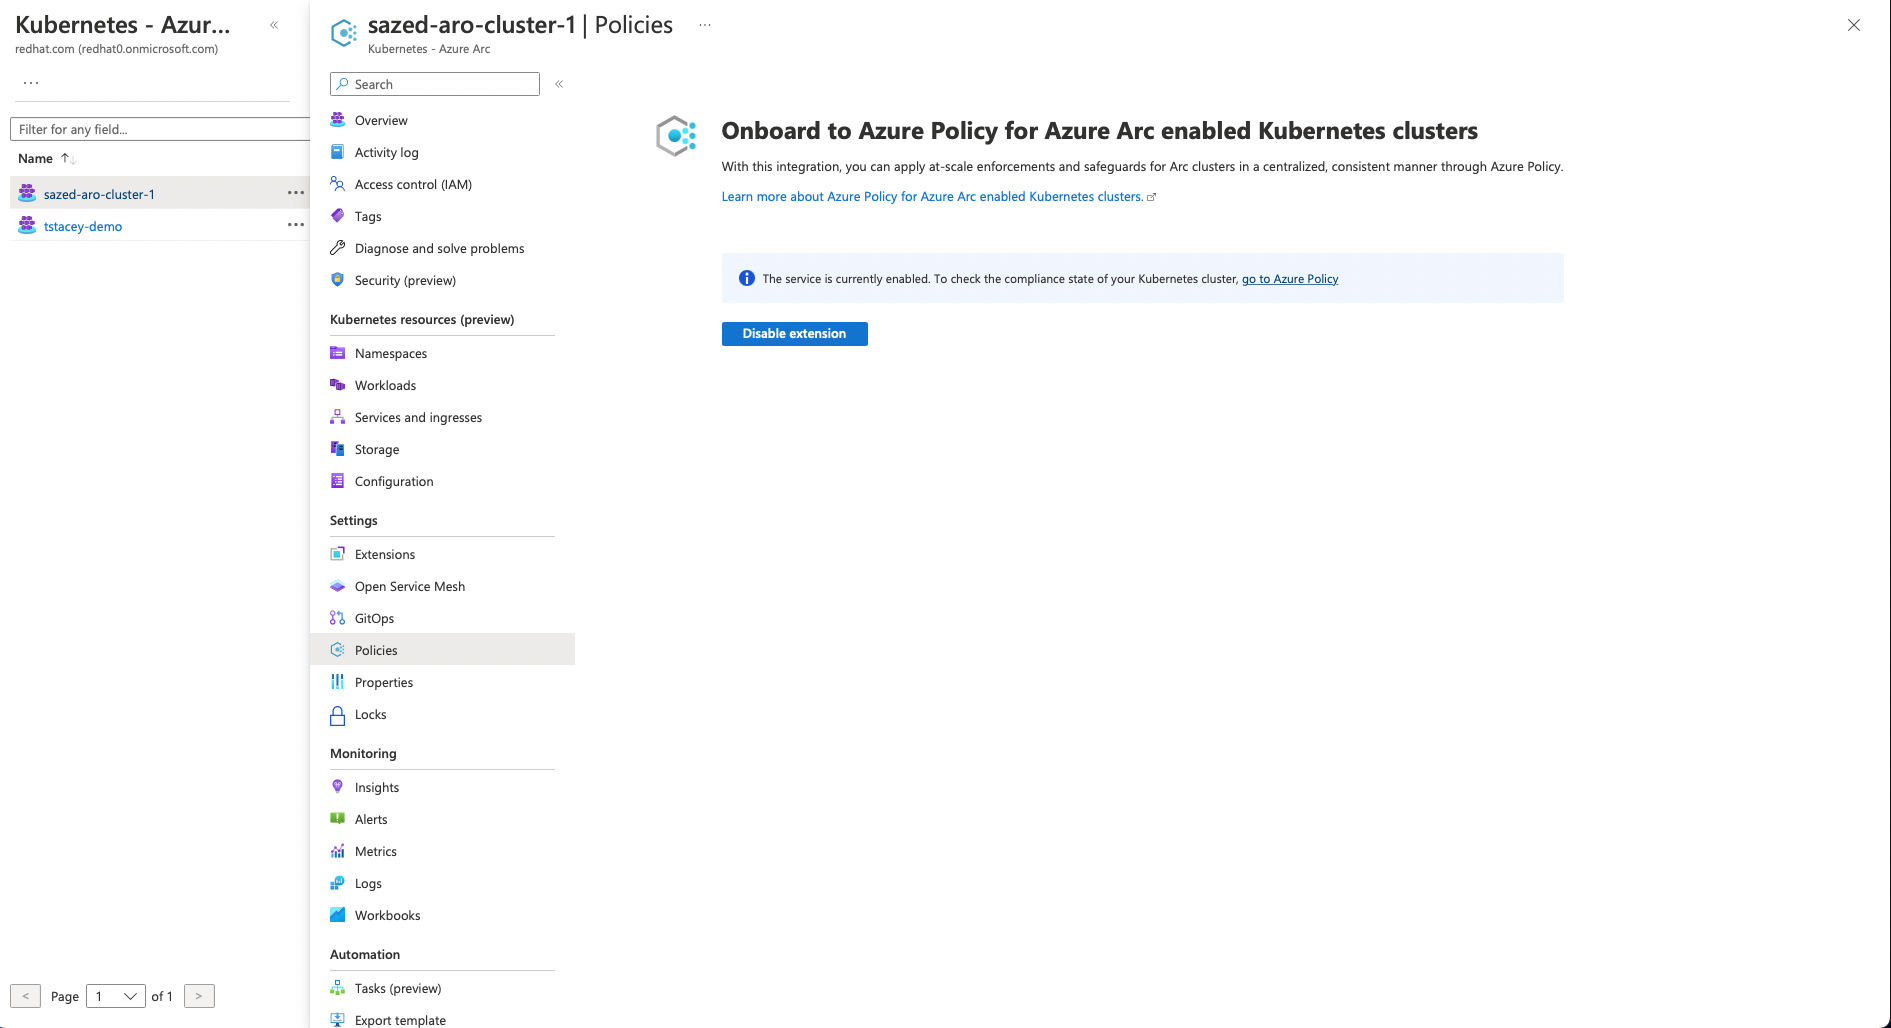 Kubernetes - Azur...
redhat.com (redhat0.onmicrosoft.com)
...
Filter for any field...
Name
sazed-aro-cluster-1
tstacey-demo
< Page 1 of 1 >
sazed-aro-cluster-1 | Policies ...
Kubernetes - Azure Arc
Search
Overview
Activity log
Access control (IAM)
Tags
Diagnose and solve problems
Security (preview)
Kubernetes resources (preview)
Namespaces
Workloads
Services and ingresses
Storage
Configuration
Settings
Extensions
Open Service Mesh
GitOps
Policies
Properties
Locks
Monitoring
Insights
Alerts
Metrics
Logs
Workbooks
Automation
Tasks (preview)
Export template
Onboard to Azure Policy for Azure Arc enabled Kubernetes clusters
With this integration, you can apply at-scale enforcements and safeguards for Arc clusters in a centralized, consistent manner through Azure Policy.
Learn more about Azure Policy for Azure Arc enabled Kubernetes clusters.
The service is currently enabled. To check the compliance state of your Kubernetes cluster, go to Azure Policy
Disable extension